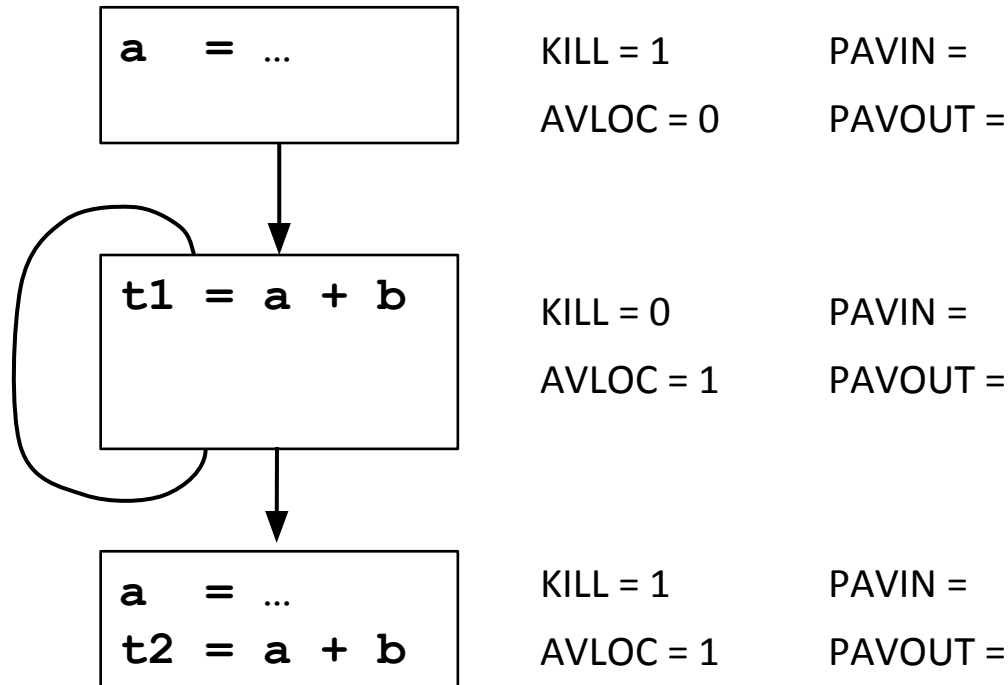 a = …
KILL = 1 PAVIN =
AVLOC = 0 PAVOUT =
t1 = a + b
KILL = 0 PAVIN =
AVLOC = 1 PAVOUT =
a = …
t2 = a + b
KILL = 1 PAVIN =
AVLOC = 1 PAVOUT =